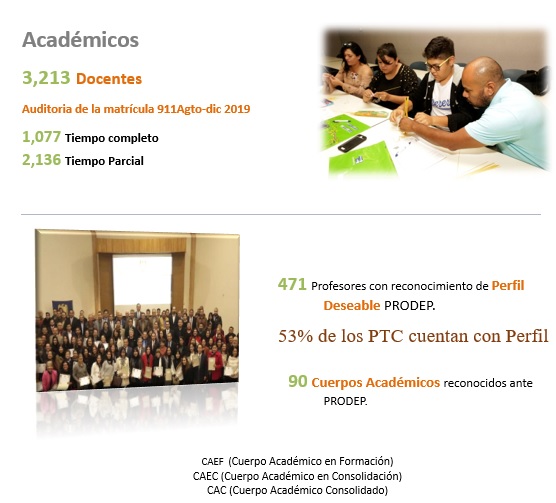 Académicos
3,213 Docentes
Auditoria de la matrícula 911Agto-dic 2019
1,077 Tiempo completo
2,136 Tiempo Parcial
471 Profesores con reconocimiento de Perfil
Deseable PRODEP.
53% de los PTC cuentan con Perfil
90 Cuerpos Académicos reconocidos ante
PRODEP.
CAEF (Cuerpo Académico en Formación)
CAEC (Cuerpo Académico en Consolidación)
CAC (Cuerpo Académico Consolidado)